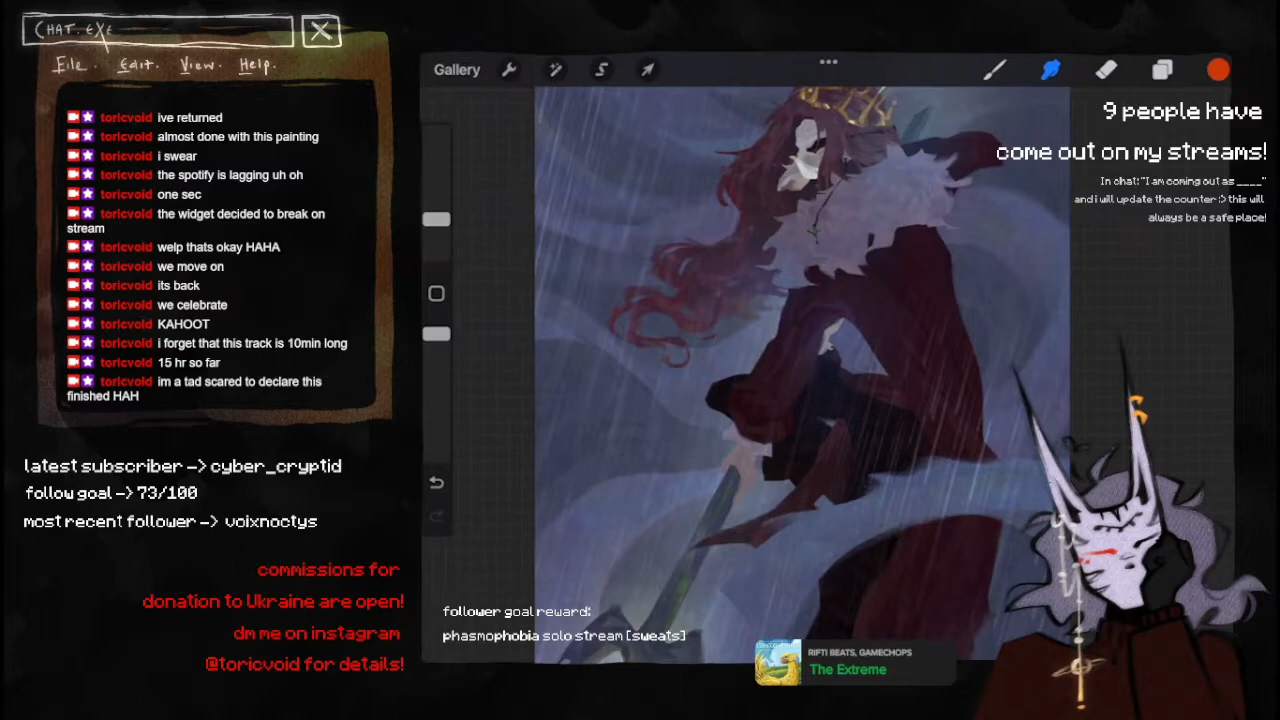 CHAT.EXE
File. Edit. View. Help.
toricvoid ive returned
toricvoid almost done with this painting
toricvoid i swear
toricvoid the spotify is lagging uh oh
toricvoid one sec
toricvoid the widget decided to break on
stream
toricvoid welp thats okay HAHA
toricvoid we move on
toricvoid its back
toricvoid we celebrate
toricvoid KAHOOT
toricvoid i forget that this track is 10min long
toricvoid 15 hr so far
toricvoid im a tad scared to declare this
finished HAH
latest subscriber -> cyber_cryptid
follow goal -> 73/100
most recent follower -> voixnoctys
commissions for
donation to Ukraine are open!
dm me on instagram
@toricvoid for details!
Gallery
follower goal reward:
phasmophobia solo stream [sweats]
RIFTI BEATS, GAMECHOPS
The Extreme
9 people have
come out on my streams!
In chat: "I am coming out as ____"
and i will update the counter :> this will
always be a safe place!